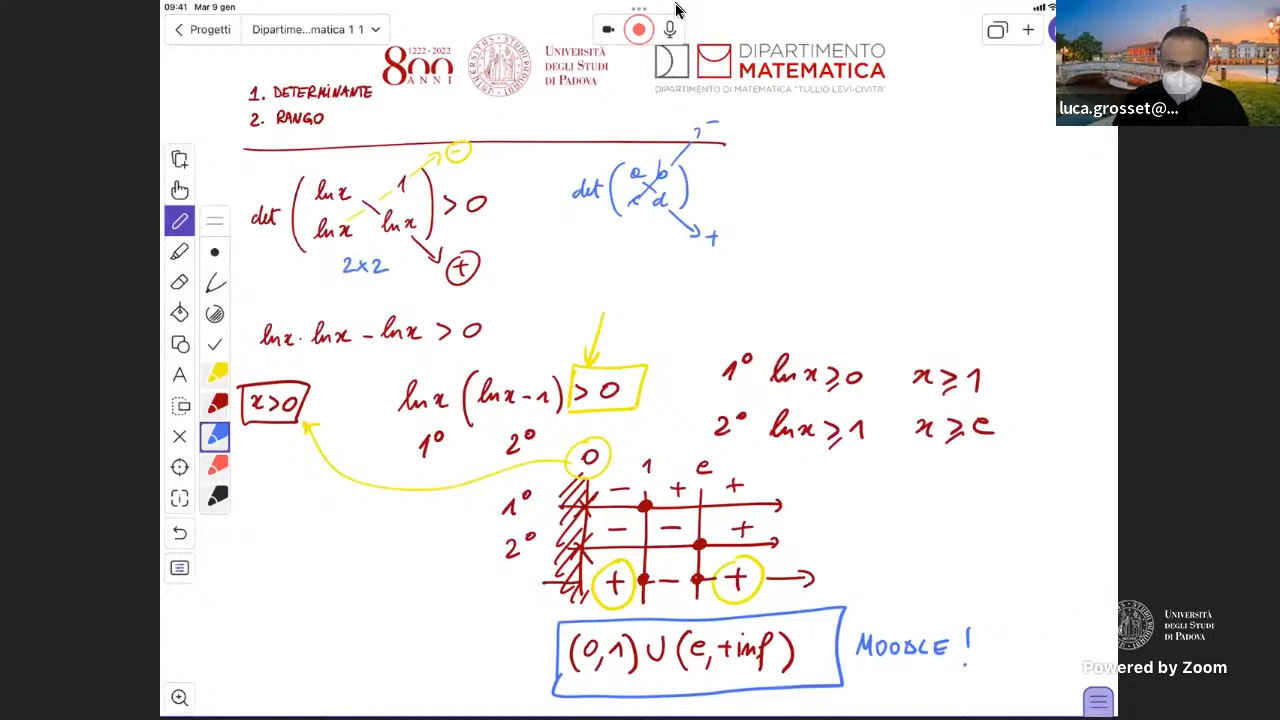 09:41 Mar 9 gen
Progetti
Dipartime...matica 1 1
1222·2022
800
ANNI
UNIVERSITÀ
DEGLI STUDI
DI PADOVA
DIPARTIMENTO
MATEMATICA
DIPARTIMENTO DI MATEMATICA "TULLIO LEVI-CIVITA"
luca.grosset@...
1. DETERMINANTE
2. RANGO
det ( ln x 1
ln x ln x ) > 0
2×2
det ( a b
c d )
ln x · ln x - ln x > 0
x > 0
ln x ( ln x - 1 ) > 0
1° 2°
1° ln x ⩾ 0 x ⩾ 1
2° ln x ⩾ 1 x ⩾ e
0 1 e
1° - + +
2° - - +
+ - +
(0, 1) ∪ (e, +inf)
MOODLE !
UNIVERSITÀ
DEGLI STUDI
DI PADOVA
Powered by Zoom